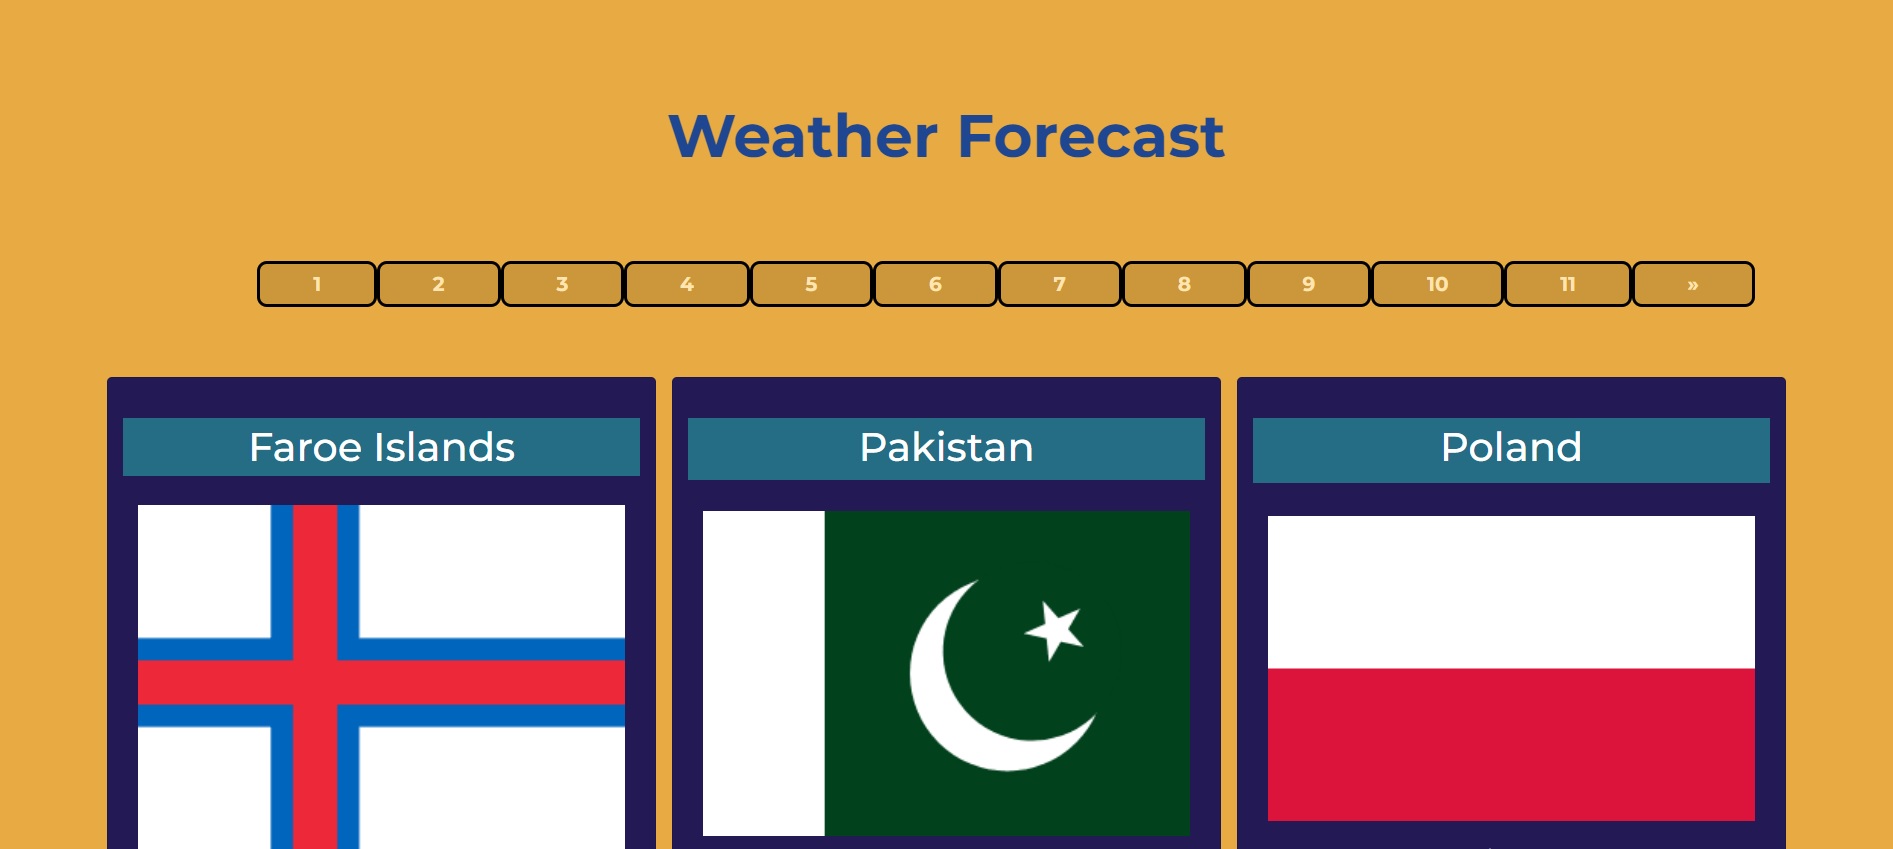 Weather Forecast
1 2 3 4 5 6 7 8 9 10 11 »
Faroe Islands
Pakistan
Poland